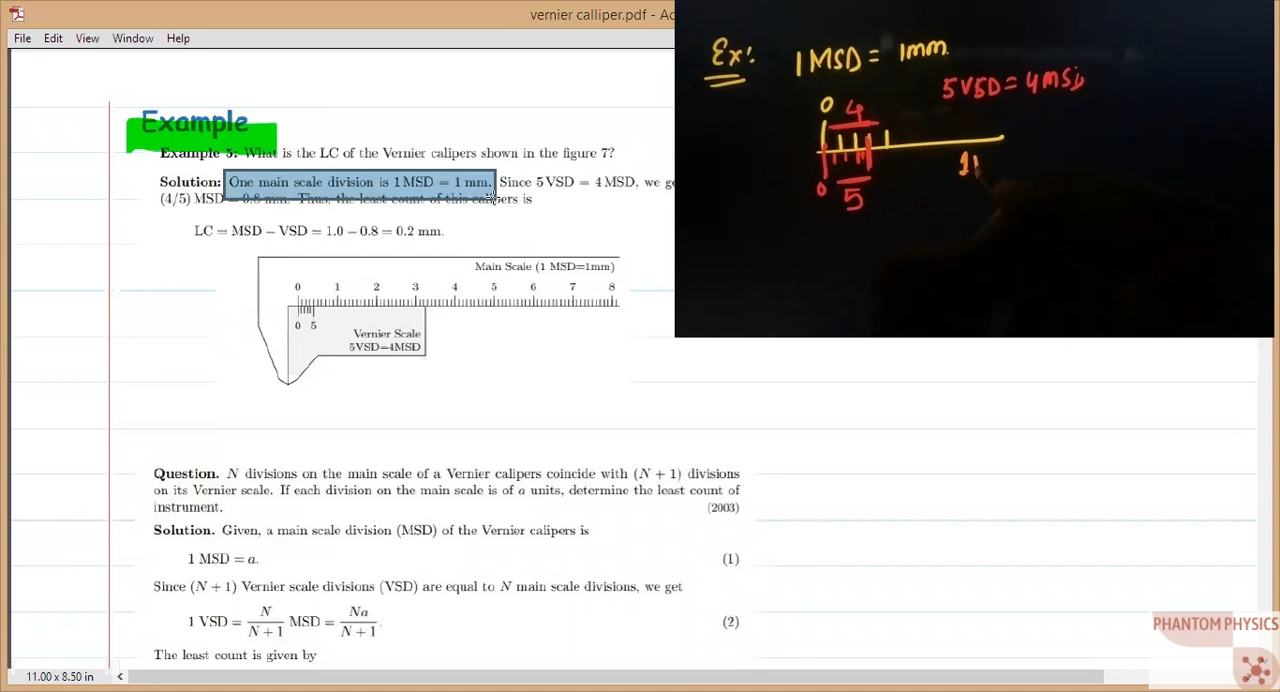 vernier calliper.pdf - Ad
File Edit View Window Help
Example
Example 5: What is the LC of the Vernier calipers shown in the figure 7?
Solution: One main scale division is 1 MSD = 1 mm. Since 5 VSD = 4 MSD, we ge
(4/5) MSD = 0.8 mm. Thus, the least count of this calipers is
LC = MSD − VSD = 1.0 − 0.8 = 0.2 mm.
Main Scale (1 MSD=1mm)
0 1 2 3 4 5 6 7 8
0 5
Vernier Scale
5VSD=4MSD
Question. N divisions on the main scale of a Vernier calipers coincide with (N + 1) divisions
on its Vernier scale. If each division on the main scale is of a units, determine the least count of
instrument. (2003)
Solution. Given, a main scale division (MSD) of the Vernier calipers is
1 MSD = a. (1)
Since (N + 1) Vernier scale divisions (VSD) are equal to N main scale divisions, we get
1 VSD = N/(N + 1) MSD = Na/(N + 1). (2)
The least count is given by
11.00 x 8.50 in
Ex: 1 MSD = 1mm
5 VSD = 4 MSD
0 4
0 5
PHANTOM PHYSICS